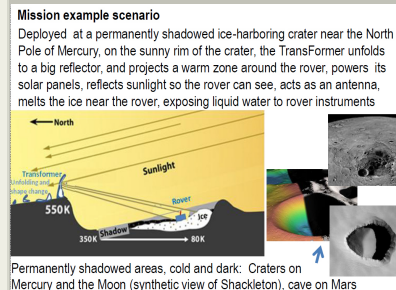 Mission example scenario
Deployed at a permanently shadowed ice-harboring crater near the North
Pole of Mercury, on the sunny rim of the crater, the TransFormer unfolds
to a big reflector, and projects a warm zone around the rover, powers its
solar panels, reflects sunlight so the rover can see, acts as an antenna,
melts the ice near the rover, exposing liquid water to rover instruments
North
Sunlight
Transformer
Unfolding and
shape change
Rover
550K
Ice
Shadow
350K
80K
Permanently shadowed areas, cold and dark: Craters on
Mercury and the Moon (synthetic view of Shackleton), cave on Mars